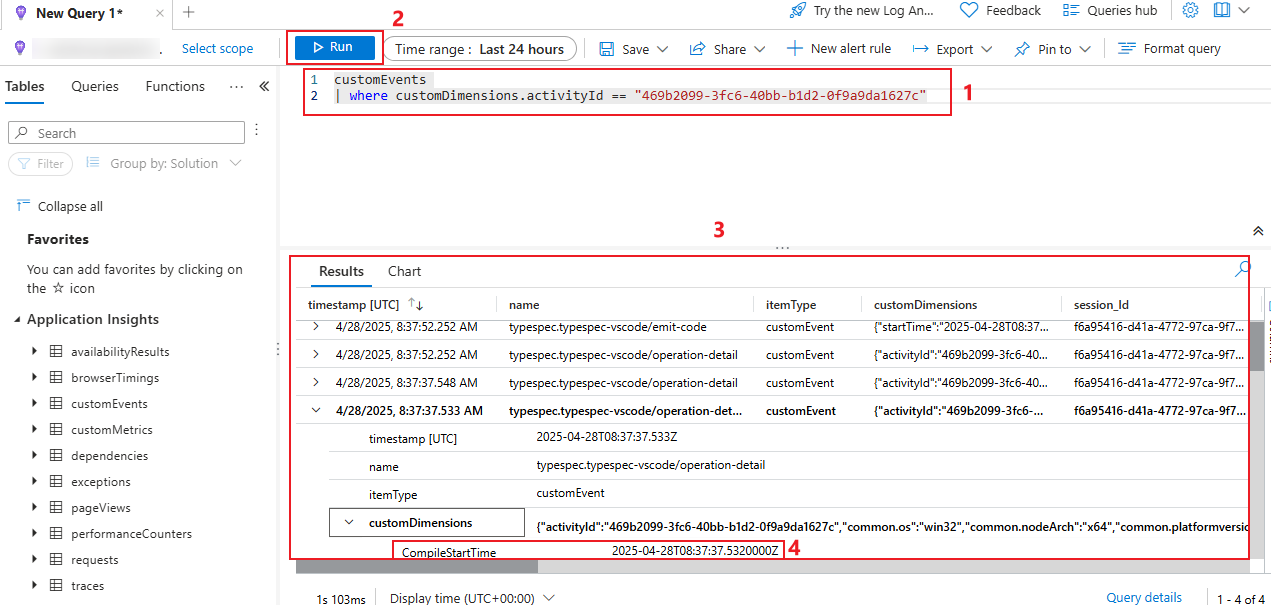 New Query 1*
Try the new Log An...
Feedback
Queries hub
2
Select scope
Run
Time range : Last 24 hours
Save
Share
New alert rule
Export
Pin to
Format query
Tables
Queries
Functions
1 customEvents
2 | where customDimensions.activityId == "469b2099-3fc6-40bb-b1d2-0f9a9da1627c"
1
Search
Filter
Group by: Solution
Collapse all
Favorites
You can add favorites by clicking on
the ☆ icon
Application Insights
availabilityResults
browserTimings
customEvents
customMetrics
dependencies
exceptions
pageViews
performanceCounters
requests
traces
3
Results
Chart
timestamp [UTC] name itemType customDimensions session_Id
4/28/2025, 8:37:52.252 AM typespec.typespec-vscode/emit-code customEvent {"startTime":"2025-04-28T08:37... f6a95416-d41a-4772-97ca-9f7...
4/28/2025, 8:37:52.252 AM typespec.typespec-vscode/operation-detail customEvent {"activityId":"469b2099-3fc6-40... f6a95416-d41a-4772-97ca-9f7...
4/28/2025, 8:37:37.548 AM typespec.typespec-vscode/operation-detail customEvent {"activityId":"469b2099-3fc6-40... f6a95416-d41a-4772-97ca-9f7...
4/28/2025, 8:37:37.533 AM typespec.typespec-vscode/operation-det... customEvent {"activityId":"469b2099-3fc6-... f6a95416-d41a-4772-97ca-9f7...
timestamp [UTC] 2025-04-28T08:37:37.533Z
name typespec.typespec-vscode/operation-detail
itemType customEvent
customDimensions {"activityId":"469b2099-3fc6-40bb-b1d2-0f9a9da1627c","common.os":"win32","common.nodeArch":"x64","common.platformversio
CompileStartTime 2025-04-28T08:37:37.5320000Z
4
1s 103ms
Display time (UTC+00:00)
Query details
1 - 4 of 4